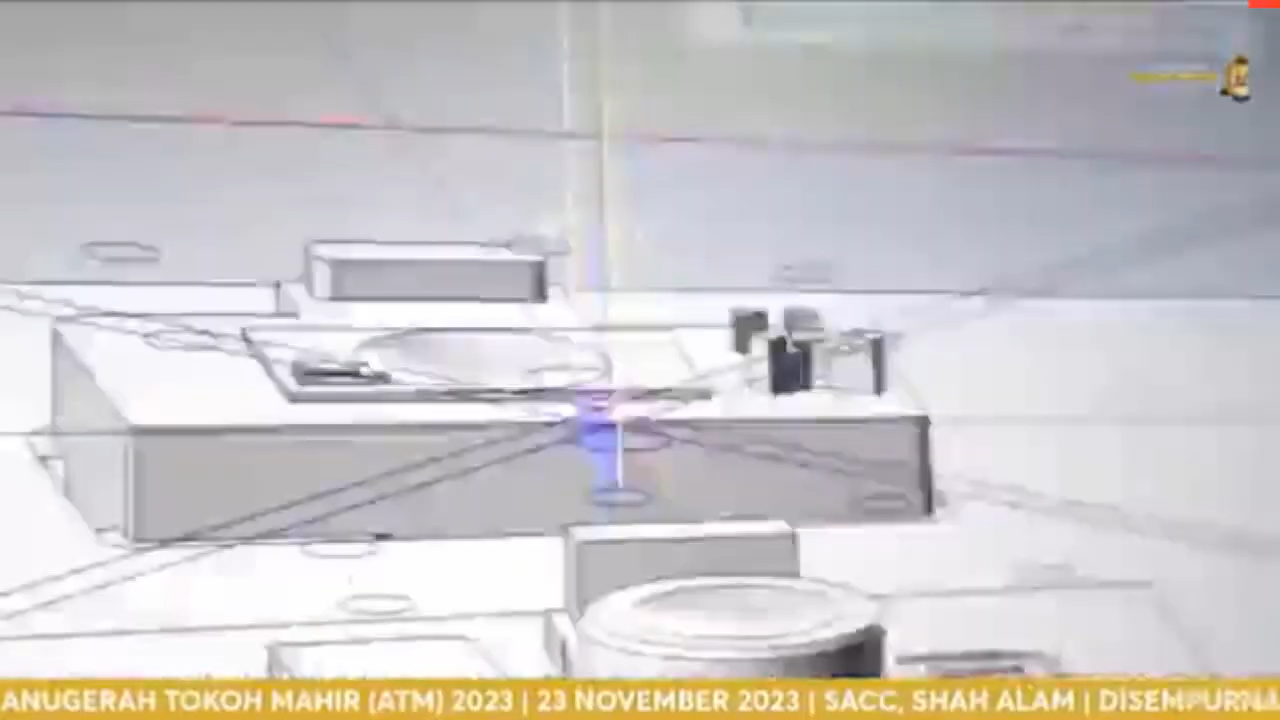 ANUGERAH TOKOH MAHIR (ATM) 2023 | 23 NOVEMBER 2023 | SACC, SHAH ALAM | DISEMPURNA